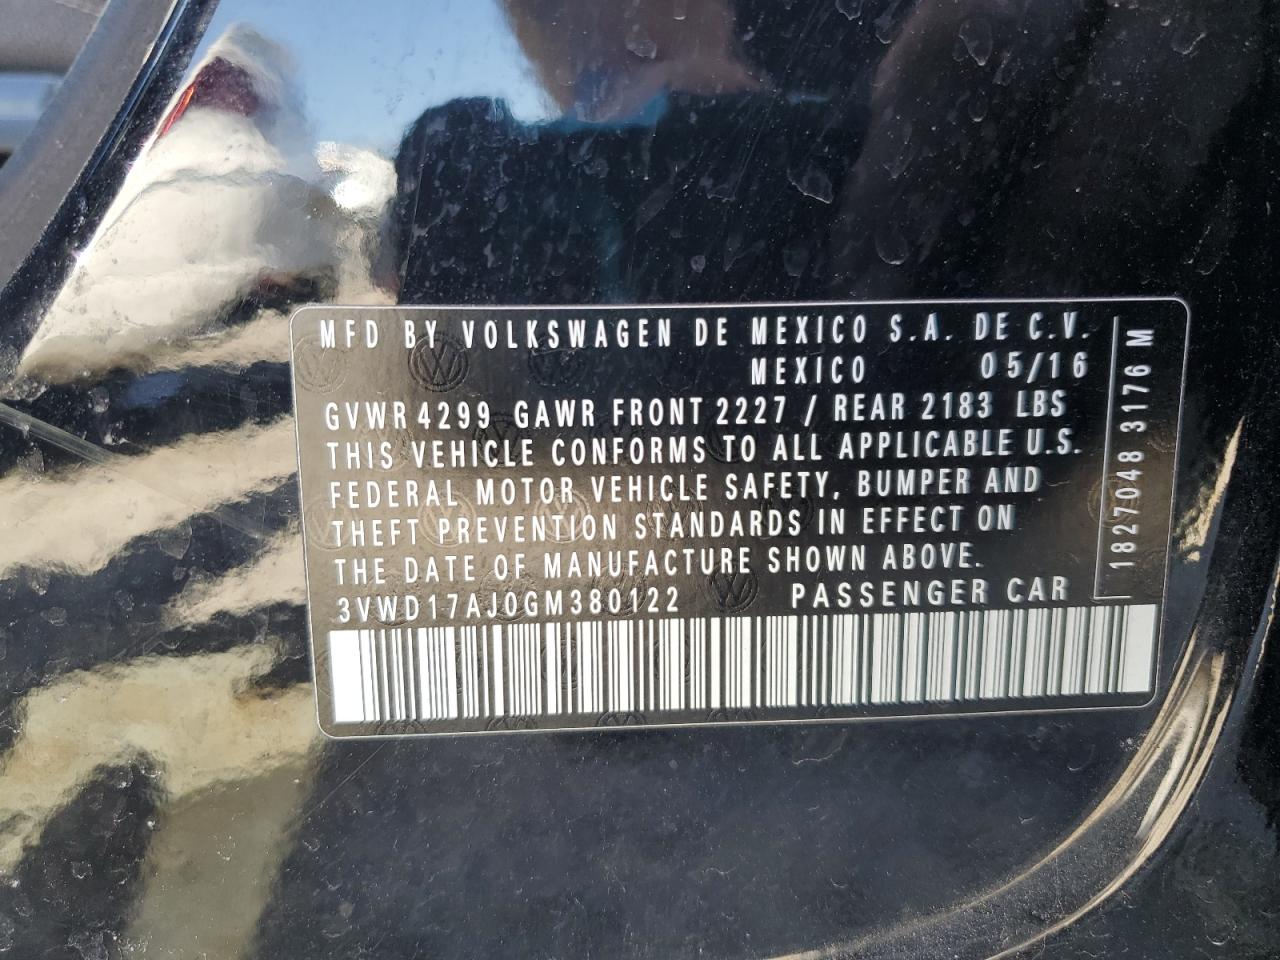 MFD BY VOLKSWAGEN DE MEXICO S.A. DE C.V.
MEXICO 05/16
GVWR 4299 GAWR FRONT 2227 / REAR 2183 LBS
THIS VEHICLE CONFORMS TO ALL APPLICABLE U.S.
FEDERAL MOTOR VEHICLE SAFETY, BUMPER AND
THEFT PREVENTION STANDARDS IN EFFECT ON
THE DATE OF MANUFACTURE SHOWN ABOVE.
3VWD17AJ0GM380122 PASSENGER CAR
1827048 3176 M